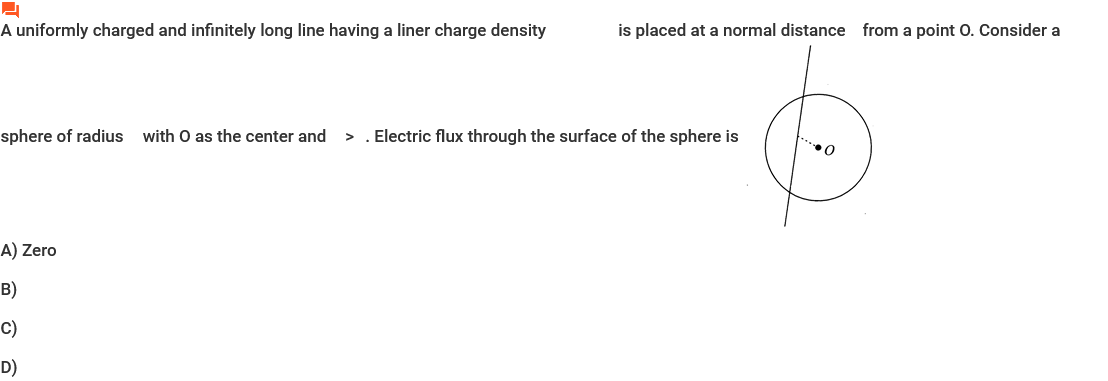 A uniformly charged and infinitely long line having a liner charge density is placed at a normal distance from a point O. Consider a
sphere of radius with O as the center and > . Electric flux through the surface of the sphere is
O
A) Zero
B)
C)
D)